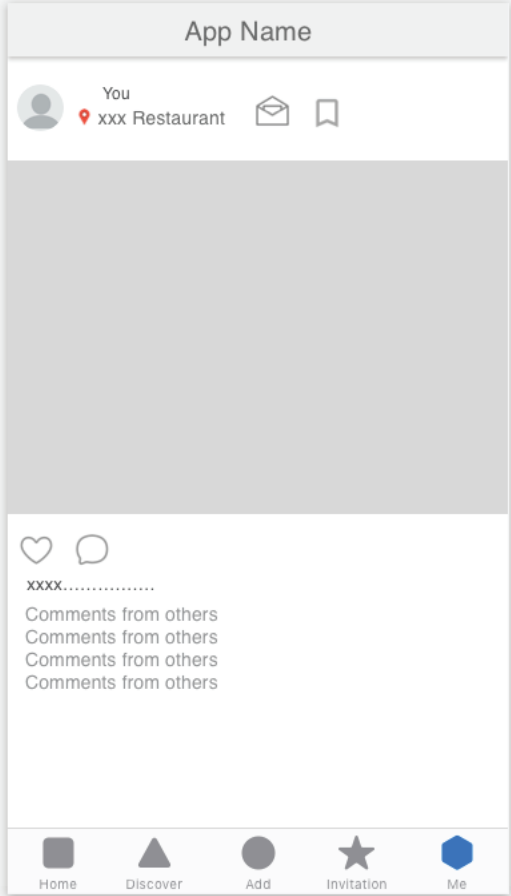 App Name
You
xxx Restaurant
xxxx................
Comments from others
Comments from others
Comments from others
Comments from others
Home Discover Add Invitation Me